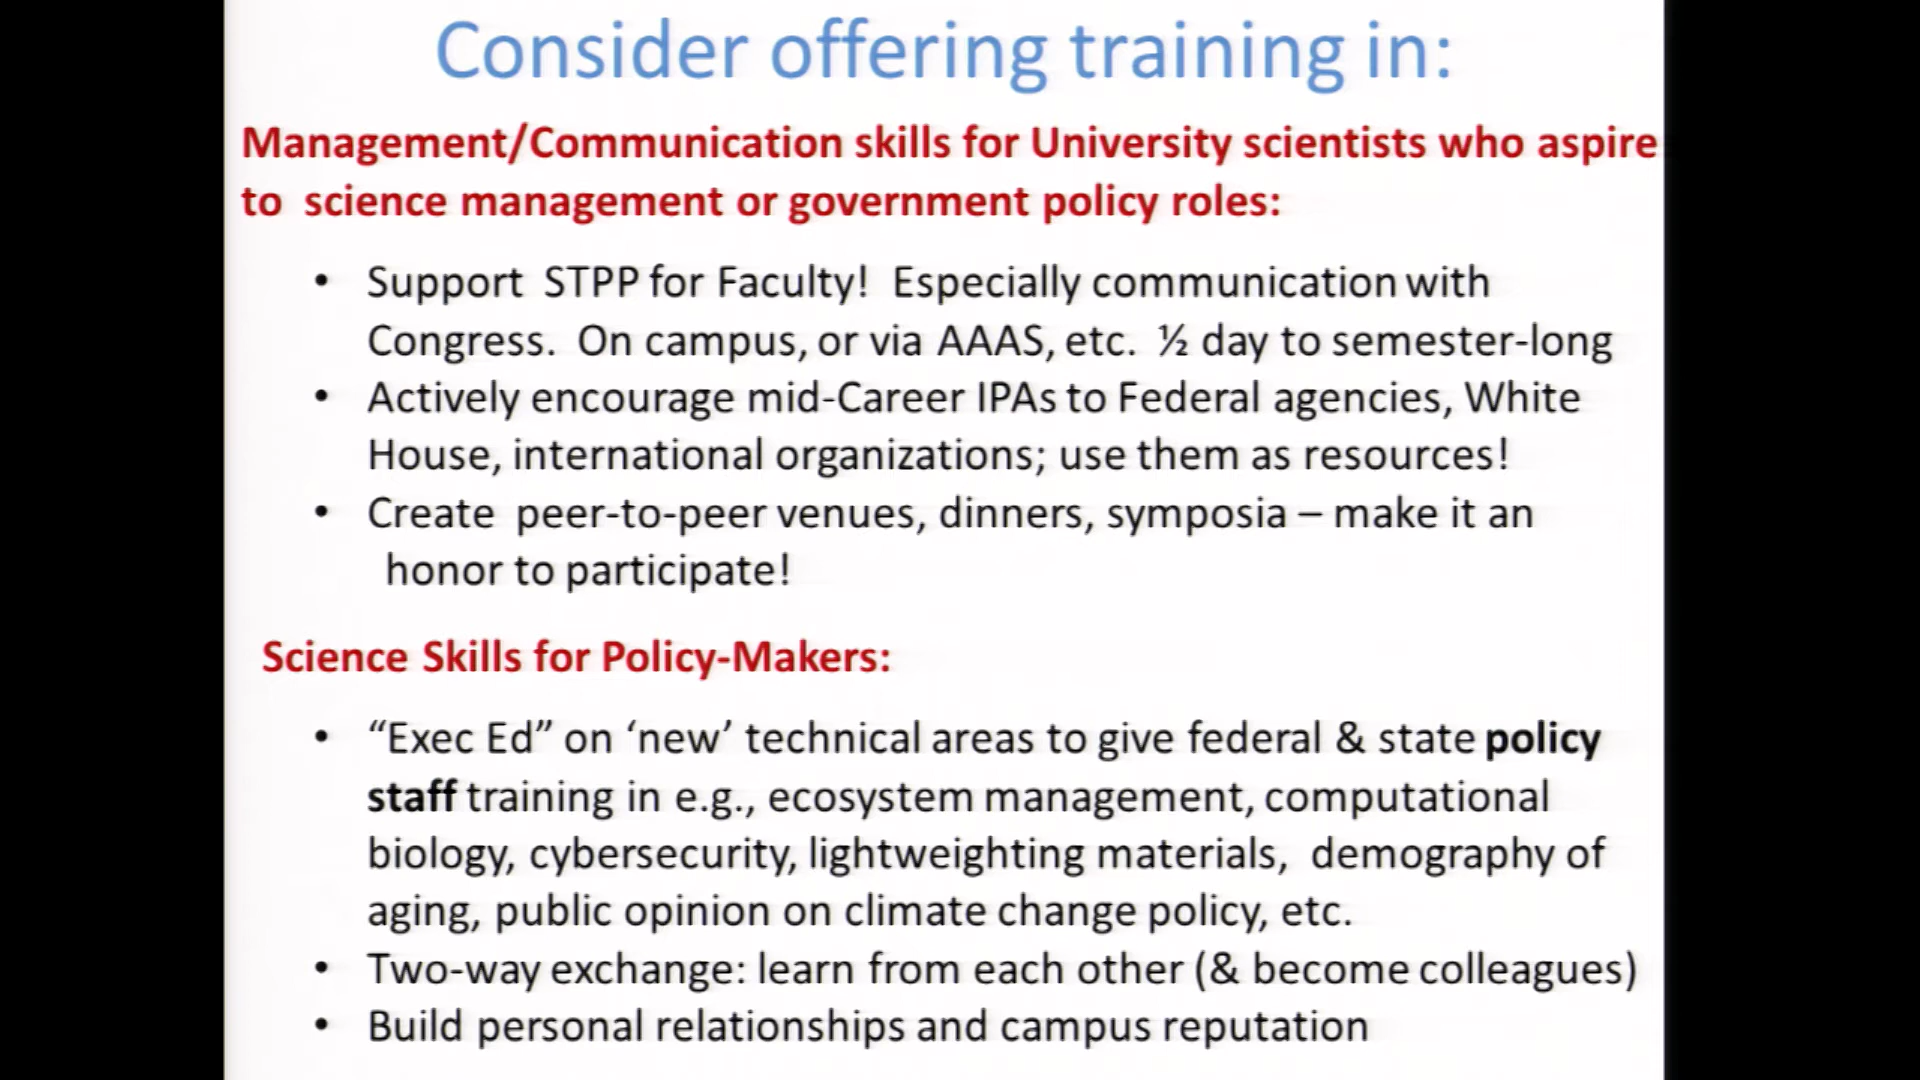 Consider offering training in:
Management/Communication skills for University scientists who aspire
to science management or government policy roles:
• Support STPP for Faculty! Especially communication with
Congress. On campus, or via AAAS, etc. ½ day to semester-long
• Actively encourage mid-Career IPAs to Federal agencies, White
House, international organizations; use them as resources!
• Create peer-to-peer venues, dinners, symposia – make it an
honor to participate!
Science Skills for Policy-Makers:
• “Exec Ed” on ‘new’ technical areas to give federal & state policy
staff training in e.g., ecosystem management, computational
biology, cybersecurity, lightweighting materials, demography of
aging, public opinion on climate change policy, etc.
• Two-way exchange: learn from each other (& become colleagues)
• Build personal relationships and campus reputation